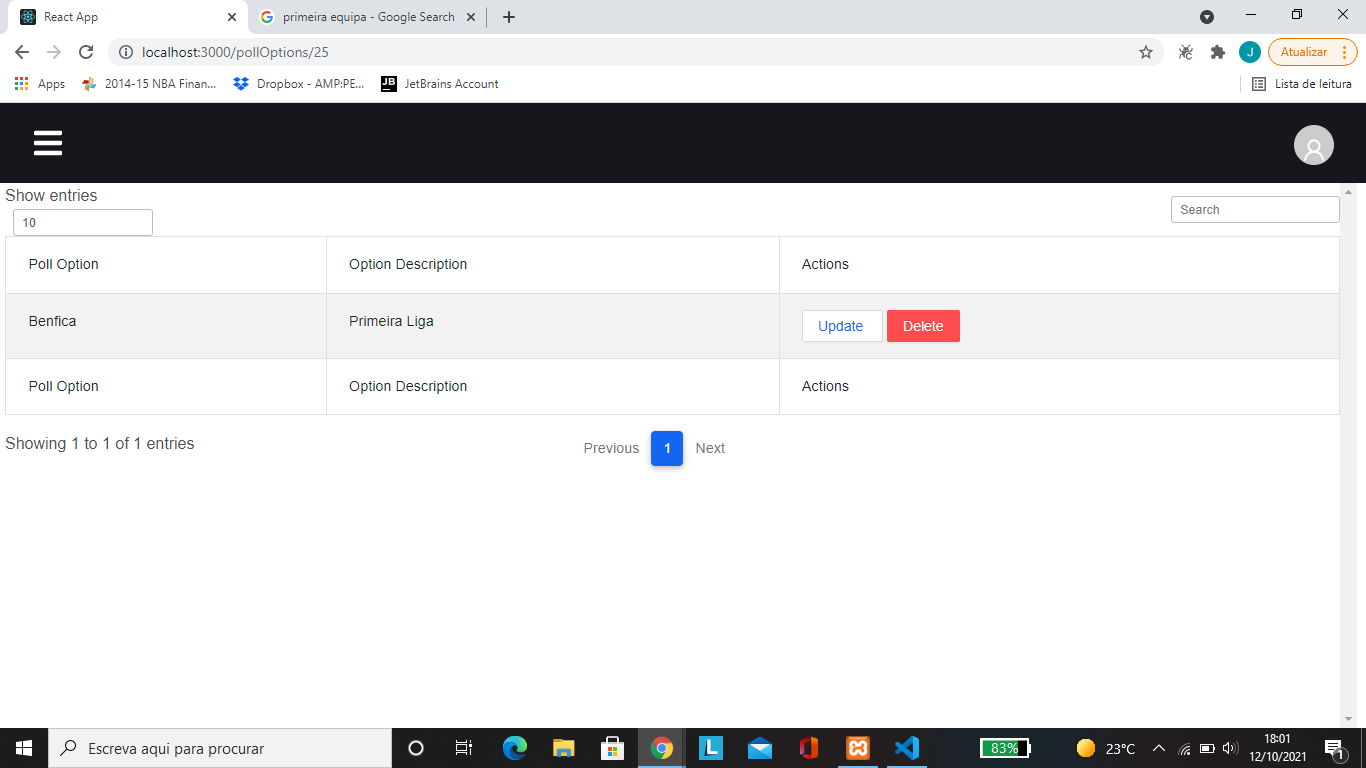 React App
primeira equipa - Google Search
localhost:3000/pollOptions/25
J
Atualizar
Apps
2014-15 NBA Finan...
Dropbox - AMP:PE...
JB
JetBrains Account
Lista de leitura
Show entries
10
Search
Poll Option
Option Description
Actions
Benfica
Primeira Liga
Update
Delete
Poll Option
Option Description
Actions
Showing 1 to 1 of 1 entries
Previous
1
Next
Escreva aqui para procurar
L
83%
23°C
18:01
12/10/2021
1